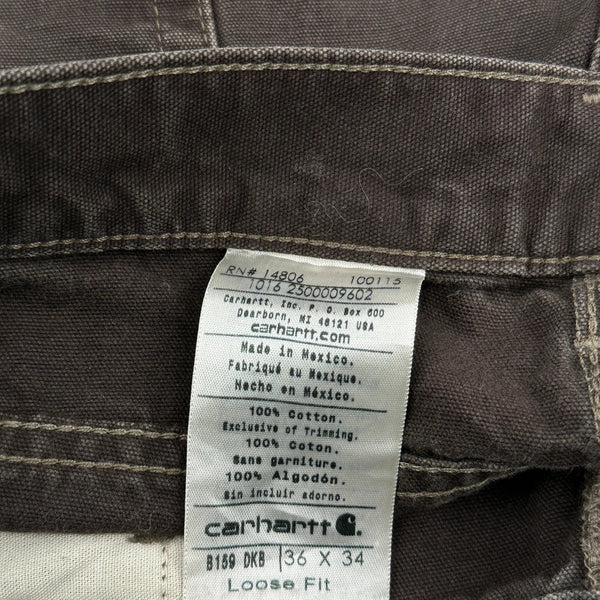 RN# 14806 100115
1016 2500009602
Carhartt, Inc. P. O. Box 600
Dearborn, MI 48121 USA
carhartt.com
Made in Mexico.
Fabriqué au Mexique.
Hecho en México.
100% Cotton.
Exclusive of Trimming.
100% Coton.
Sans garniture.
100% Algodón.
Sin incluir adorno.
carhartt
B159 DKB 36 X 34
Loose Fit